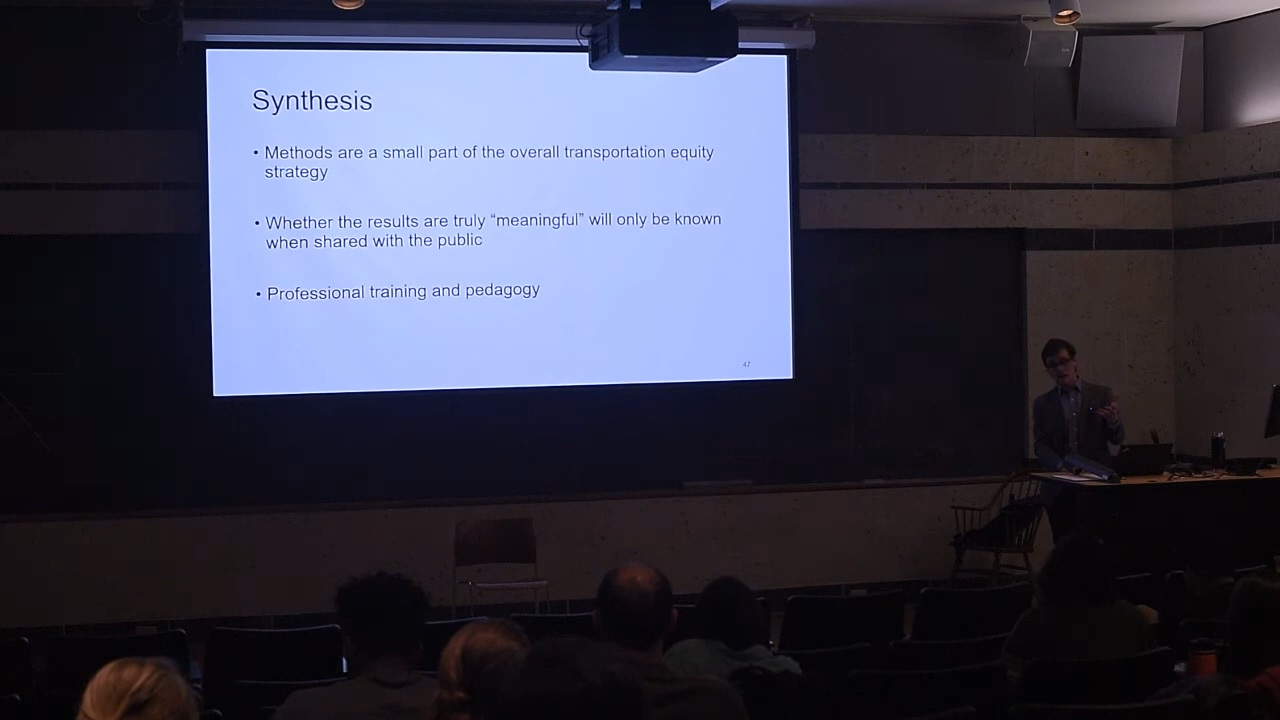 Synthesis
• Methods are a small part of the overall transportation equity
strategy
• Whether the results are truly “meaningful” will only be known
when shared with the public
• Professional training and pedagogy
47